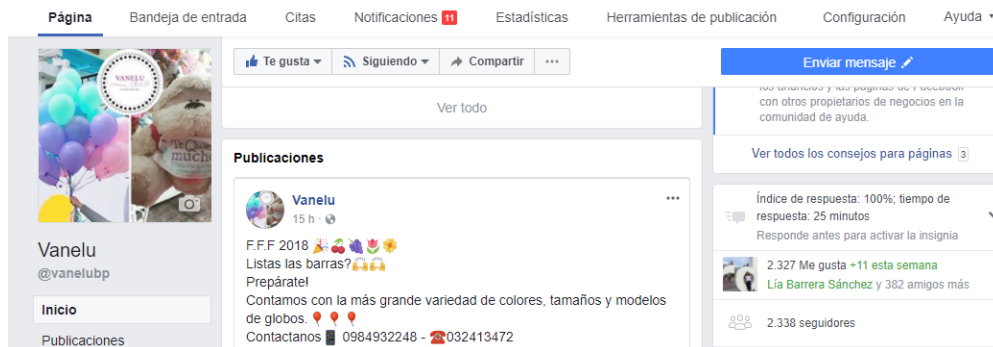 Página Bandeja de entrada Citas Notificaciones 11 Estadísticas Herramientas de publicación Configuración Ayuda
Te gusta Siguiendo Compartir ...
Ver todo
Publicaciones
Vanelu
15 h
F.F.F 2018
Listas las barras?
Prepárate!
Contamos con la más grande variedad de colores, tamaños y modelos
de globos.
Contactanos 0984932248 - 032413472
VANELU
Te Quiero
mucho
Vanelu
@vanelubp
Inicio
Publicaciones
Enviar mensaje
los anuncios y las páginas de Facebook
con otros propietarios de negocios en la
comunidad de ayuda.
Ver todos los consejos para páginas 3
Índice de respuesta: 100%; tiempo de
respuesta: 25 minutos
Responde antes para activar la insignia
2.327 Me gusta +11 esta semana
Lía Barrera Sánchez y 382 amigos más
2.338 seguidores